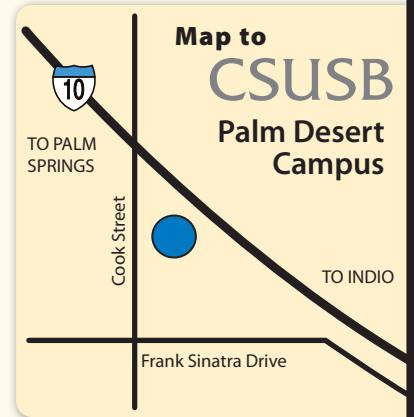 Map to
CSUSB
Palm Desert
Campus
10
TO PALM
SPRINGS
Cook Street
TO INDIO
Frank Sinatra Drive